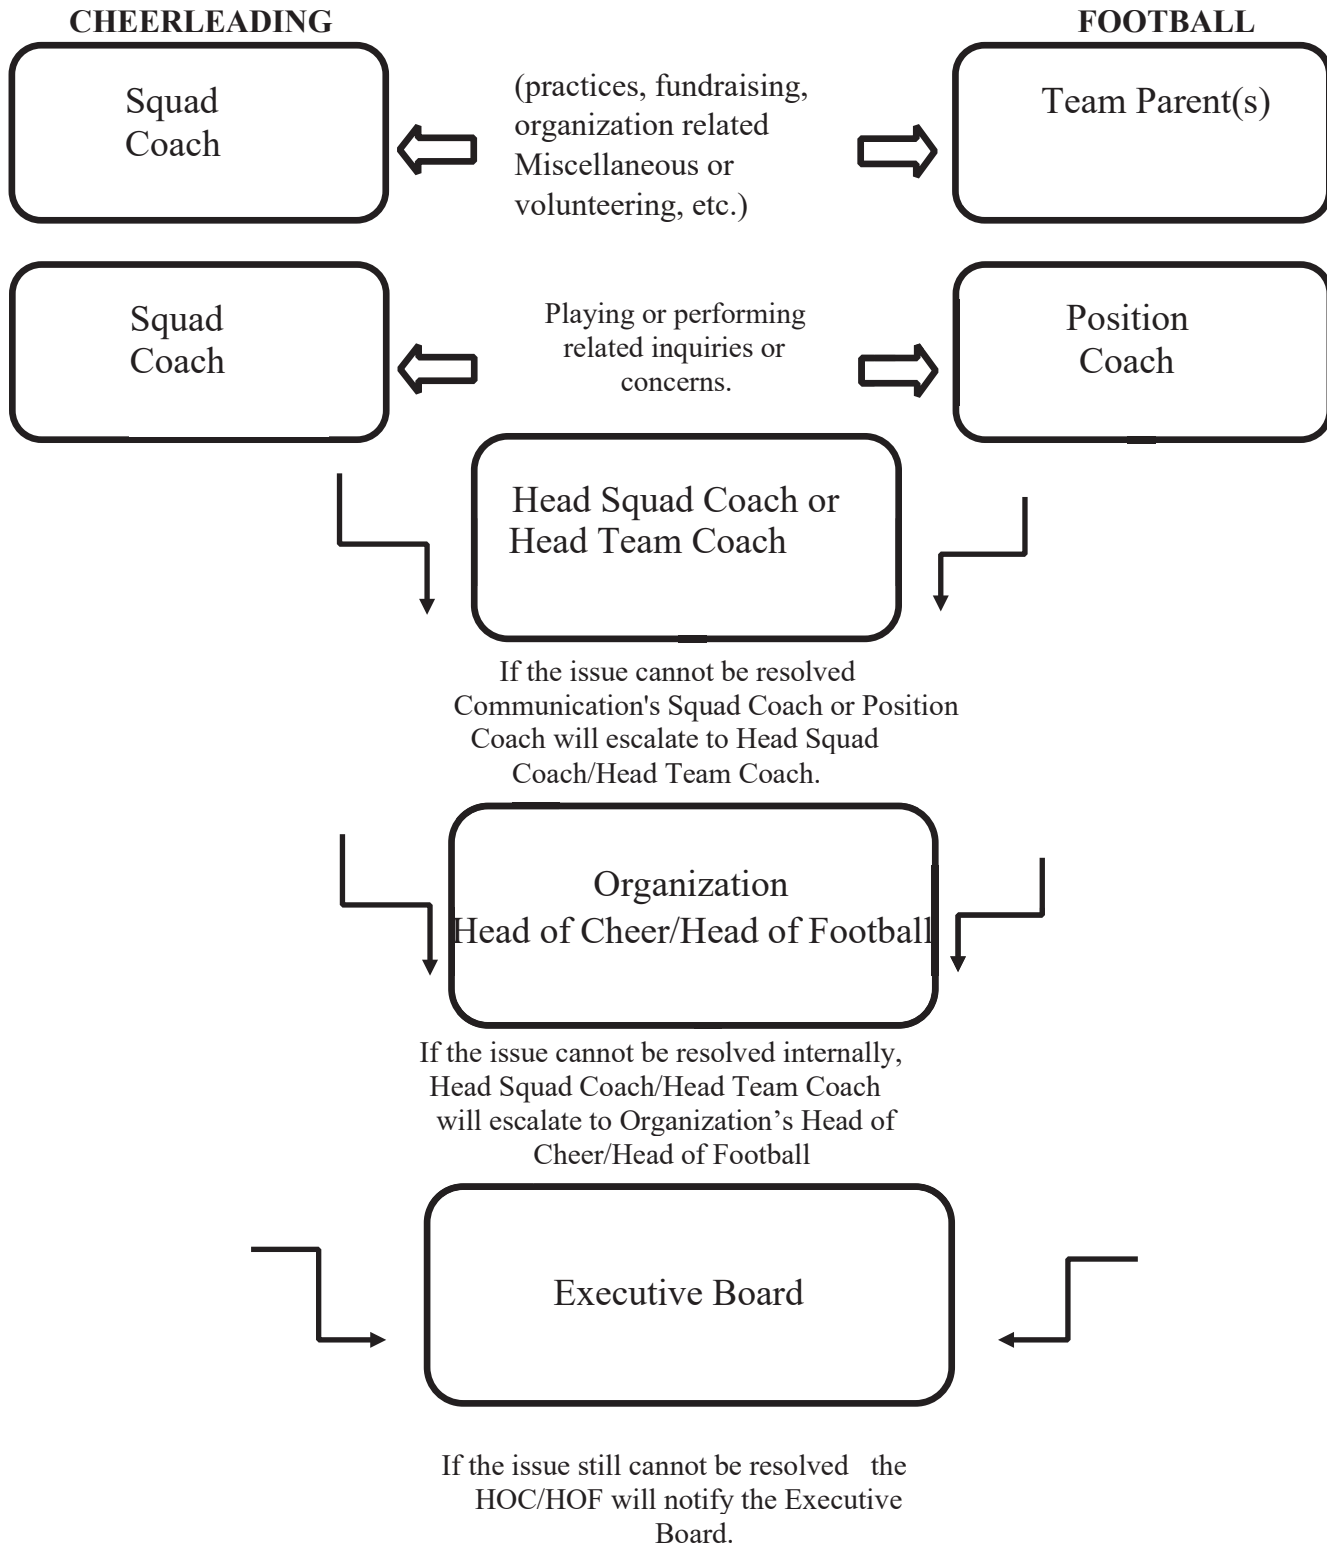 CHEERLEADING
FOOTBALL
Squad
Coach
(practices, fundraising,
organization related
Miscellaneous or
volunteering, etc.)
Team Parent(s)
Squad
Coach
Playing or performing
related inquiries or
concerns.
Position
Coach
Head Squad Coach or
Head Team Coach
If the issue cannot be resolved
Communication's Squad Coach or Position
Coach will escalate to Head Squad
Coach/Head Team Coach.
Organization
Head of Cheer/Head of Football
If the issue cannot be resolved internally,
Head Squad Coach/Head Team Coach
will escalate to Organization’s Head of
Cheer/Head of Football
Executive Board
If the issue still cannot be resolved the
HOC/HOF will notify the Executive
Board.